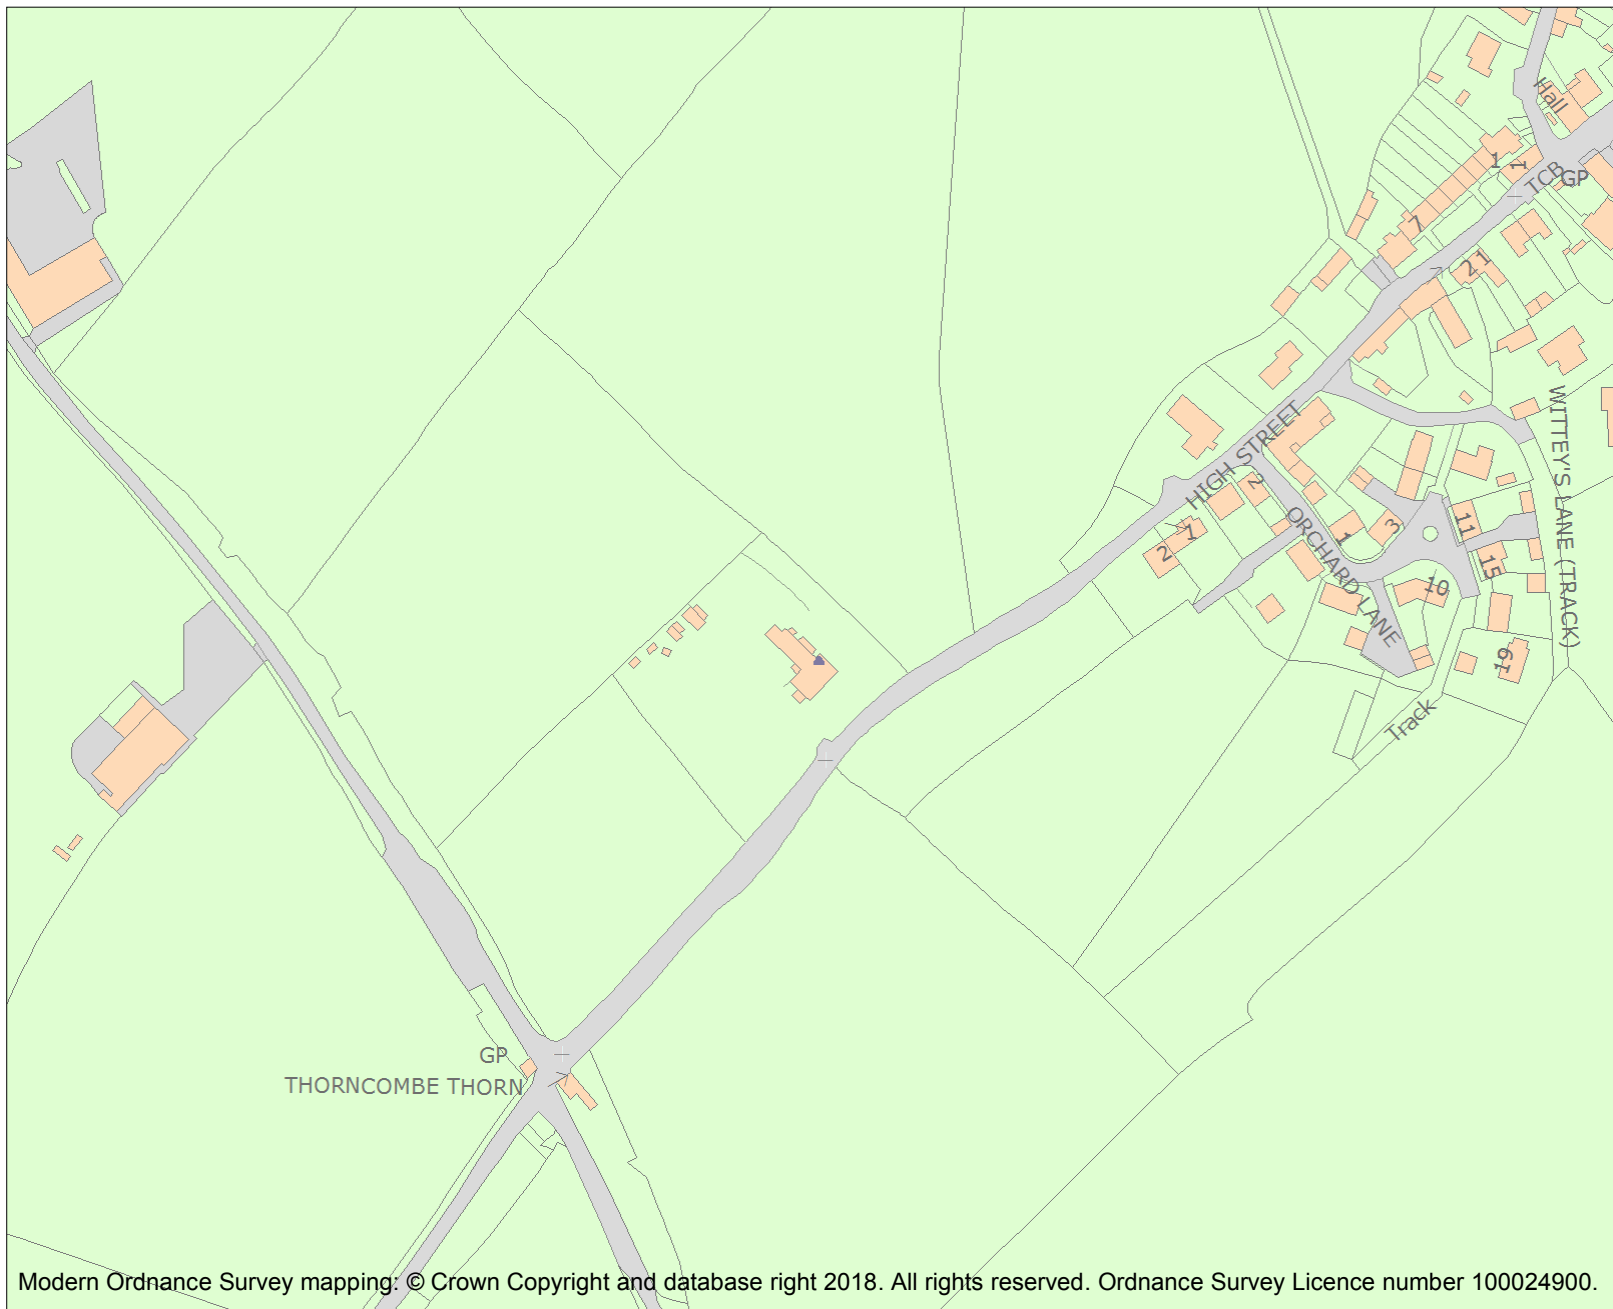 Hall
1
1
TCB
GP
7
2
1
WITTEY'S LANE (TRACK)
HIGH STREET
2
ORCHARD LANE
1
2
1
3
11
15
10
19
Track
GP
THORNCOMBE THORN
Modern Ordnance Survey mapping: © Crown Copyright and database right 2018. All rights reserved. Ordnance Survey Licence number 100024900.